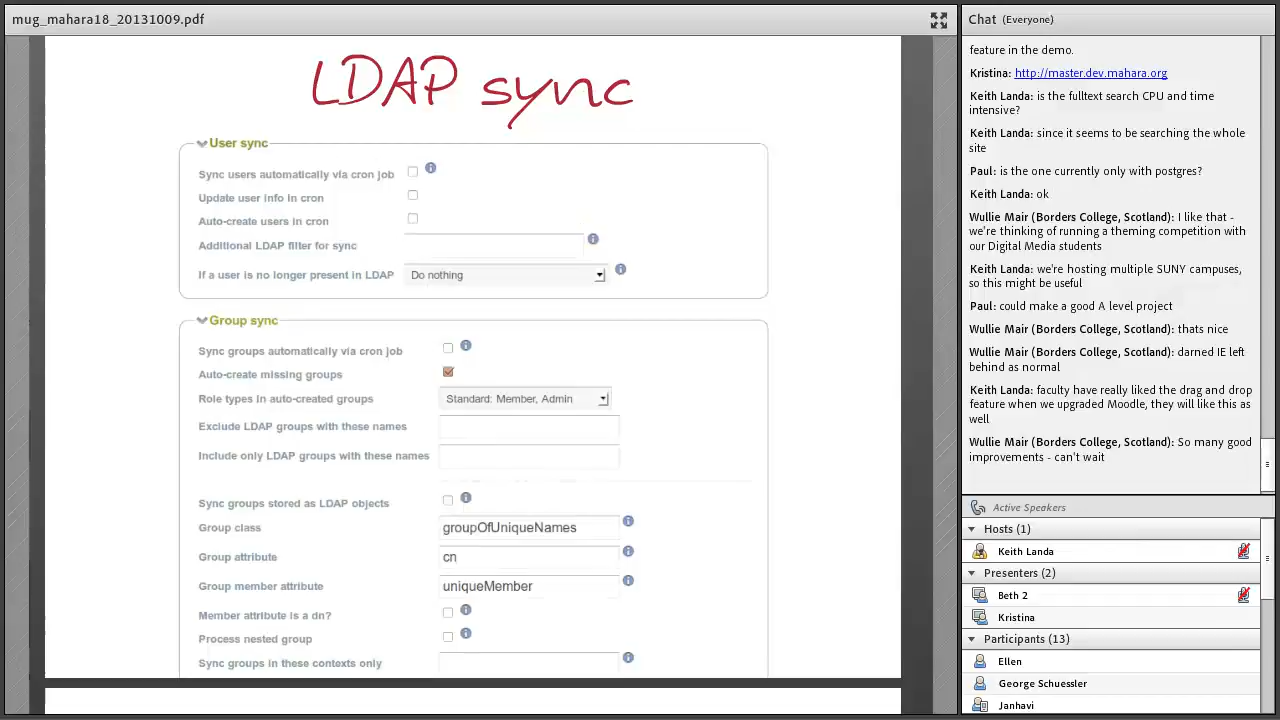 mug_mahara18_20131009.pdf
LDAP sync
User sync
Sync users automatically via cron job
Update user info in cron
Auto-create users in cron
Additional LDAP filter for sync
If a user is no longer present in LDAP
Do nothing
Group sync
Sync groups automatically via cron job
Auto-create missing groups
Role types in auto-created groups
Standard: Member, Admin
Exclude LDAP groups with these names
Include only LDAP groups with these names
Sync groups stored as LDAP objects
Group class
groupOfUniqueNames
Group attribute
cn
Group member attribute
uniqueMember
Member attribute is a dn?
Process nested group
Sync groups in these contexts only
Chat (Everyone)
feature in the demo.
Kristina: http://master.dev.mahara.org
Keith Landa: is the fulltext search CPU and time
intensive?
Keith Landa: since it seems to be searching the whole
site
Paul: is the one currently only with postgres?
Keith Landa: ok
Wullie Mair (Borders College, Scotland): I like that -
we're thinking of running a theming competition with
our Digital Media students
Keith Landa: we're hosting multiple SUNY campuses,
so this might be useful
Paul: could make a good A level project
Wullie Mair (Borders College, Scotland): thats nice
Wullie Mair (Borders College, Scotland): darned IE left
behind as normal
Keith Landa: faculty have really liked the drag and drop
feature when we upgraded Moodle, they will like this as
well
Wullie Mair (Borders College, Scotland): So many good
improvements - can't wait
Active Speakers
Hosts (1)
Keith Landa
Presenters (2)
Beth 2
Kristina
Participants (13)
Ellen
George Schuessler
Janhavi